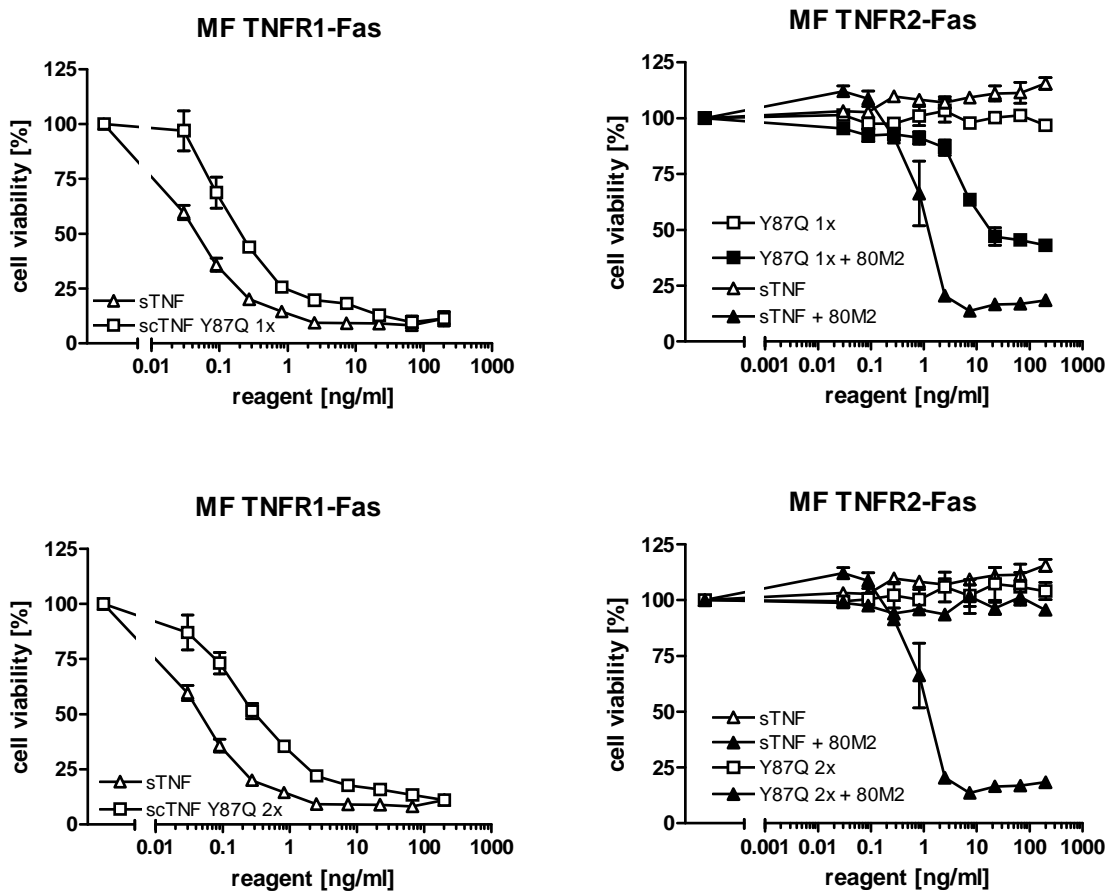 MF TNFR1-Fas
125
100
75
50
25
0
cell viability [%]
sTNF
scTNF Y87Q 1x
0.01 0.1 1 10 100 1000
reagent [ng/ml]
MF TNFR2-Fas
125
100
75
50
25
0
cell viability [%]
Y87Q 1x
Y87Q 1x + 80M2
sTNF
sTNF + 80M2
0.001 0.01 0.1 1 10 100 1000
reagent [ng/ml]
MF TNFR1-Fas
125
100
75
50
25
0
cell viability [%]
sTNF
scTNF Y87Q 2x
0.01 0.1 1 10 100 1000
reagent [ng/ml]
MF TNFR2-Fas
125
100
75
50
25
0
cell viability [%]
sTNF
sTNF + 80M2
Y87Q 2x
Y87Q 2x + 80M2
0.001 0.01 0.1 1 10 100 1000
reagent [ng/ml]